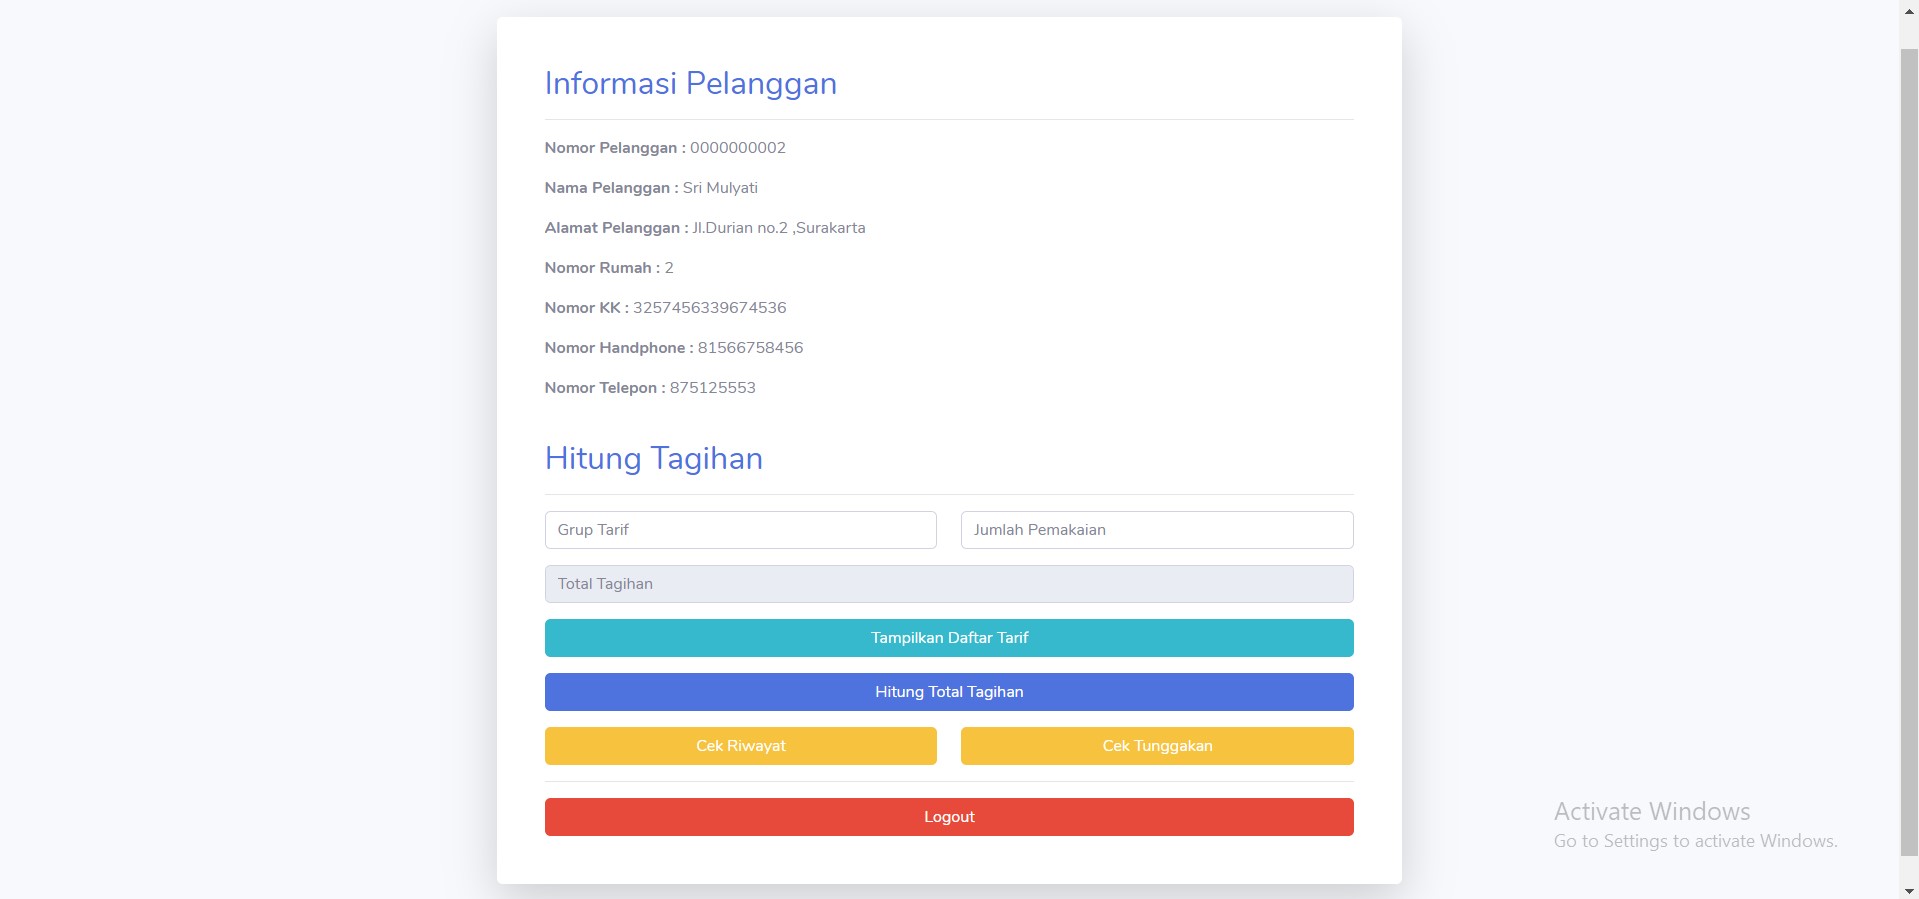 Informasi Pelanggan
Nomor Pelanggan : 0000000002
Nama Pelanggan : Sri Mulyati
Alamat Pelanggan : Jl.Durian no.2 ,Surakarta
Nomor Rumah : 2
Nomor KK : 3257456339674536
Nomor Handphone : 81566758456
Nomor Telepon : 875125553
Hitung Tagihan
Grup Tarif
Jumlah Pemakaian
Total Tagihan
Tampilkan Daftar Tarif
Hitung Total Tagihan
Cek Riwayat
Cek Tunggakan
Logout
Activate Windows
Go to Settings to activate Windows.